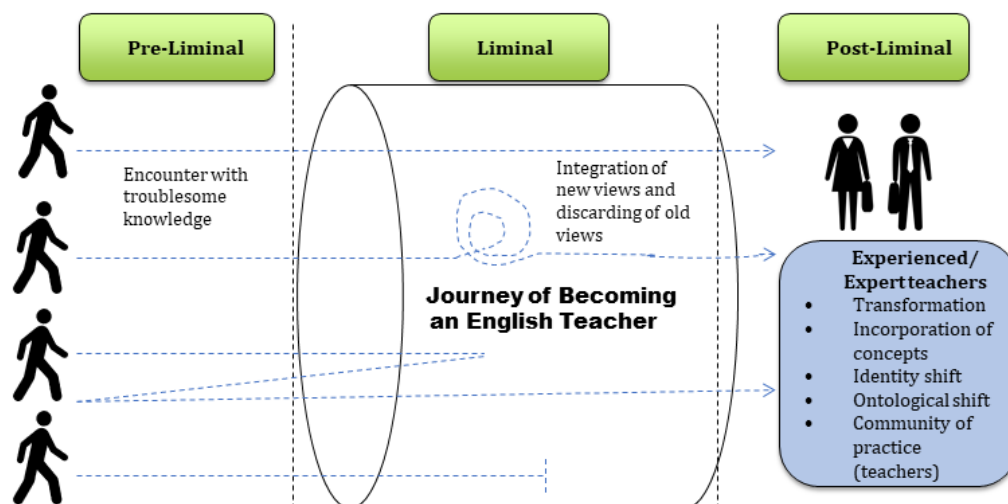 Pre-Liminal
Liminal
Post-Liminal
Encounter with
troublesome
knowledge
Integration of
new views and
discarding of old
views
Journey of Becoming
an English Teacher
Experienced/
Expert teachers
• Transformation
• Incorporation of
concepts
• Identity shift
• Ontological shift
• Community of
practice
(teachers)